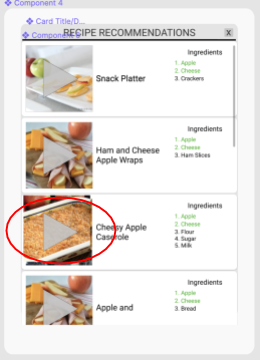 Component 4
Card Title/D...
Component
RECIPE RECOMMENDATIONS X
Snack Platter
Ingredients
1. Apple
2. Cheese
3. Crackers
Ham and Cheese
Apple Wraps
Ingredients
1. Apple
2. Cheese
3. Ham Slices
Cheesy Apple
Caserole
Ingredients
1. Apple
2. Cheese
3. Flour
4. Sugar
5. Milk
Apple and
Ingredients
1. Apple
2. Cheese
3. Bread